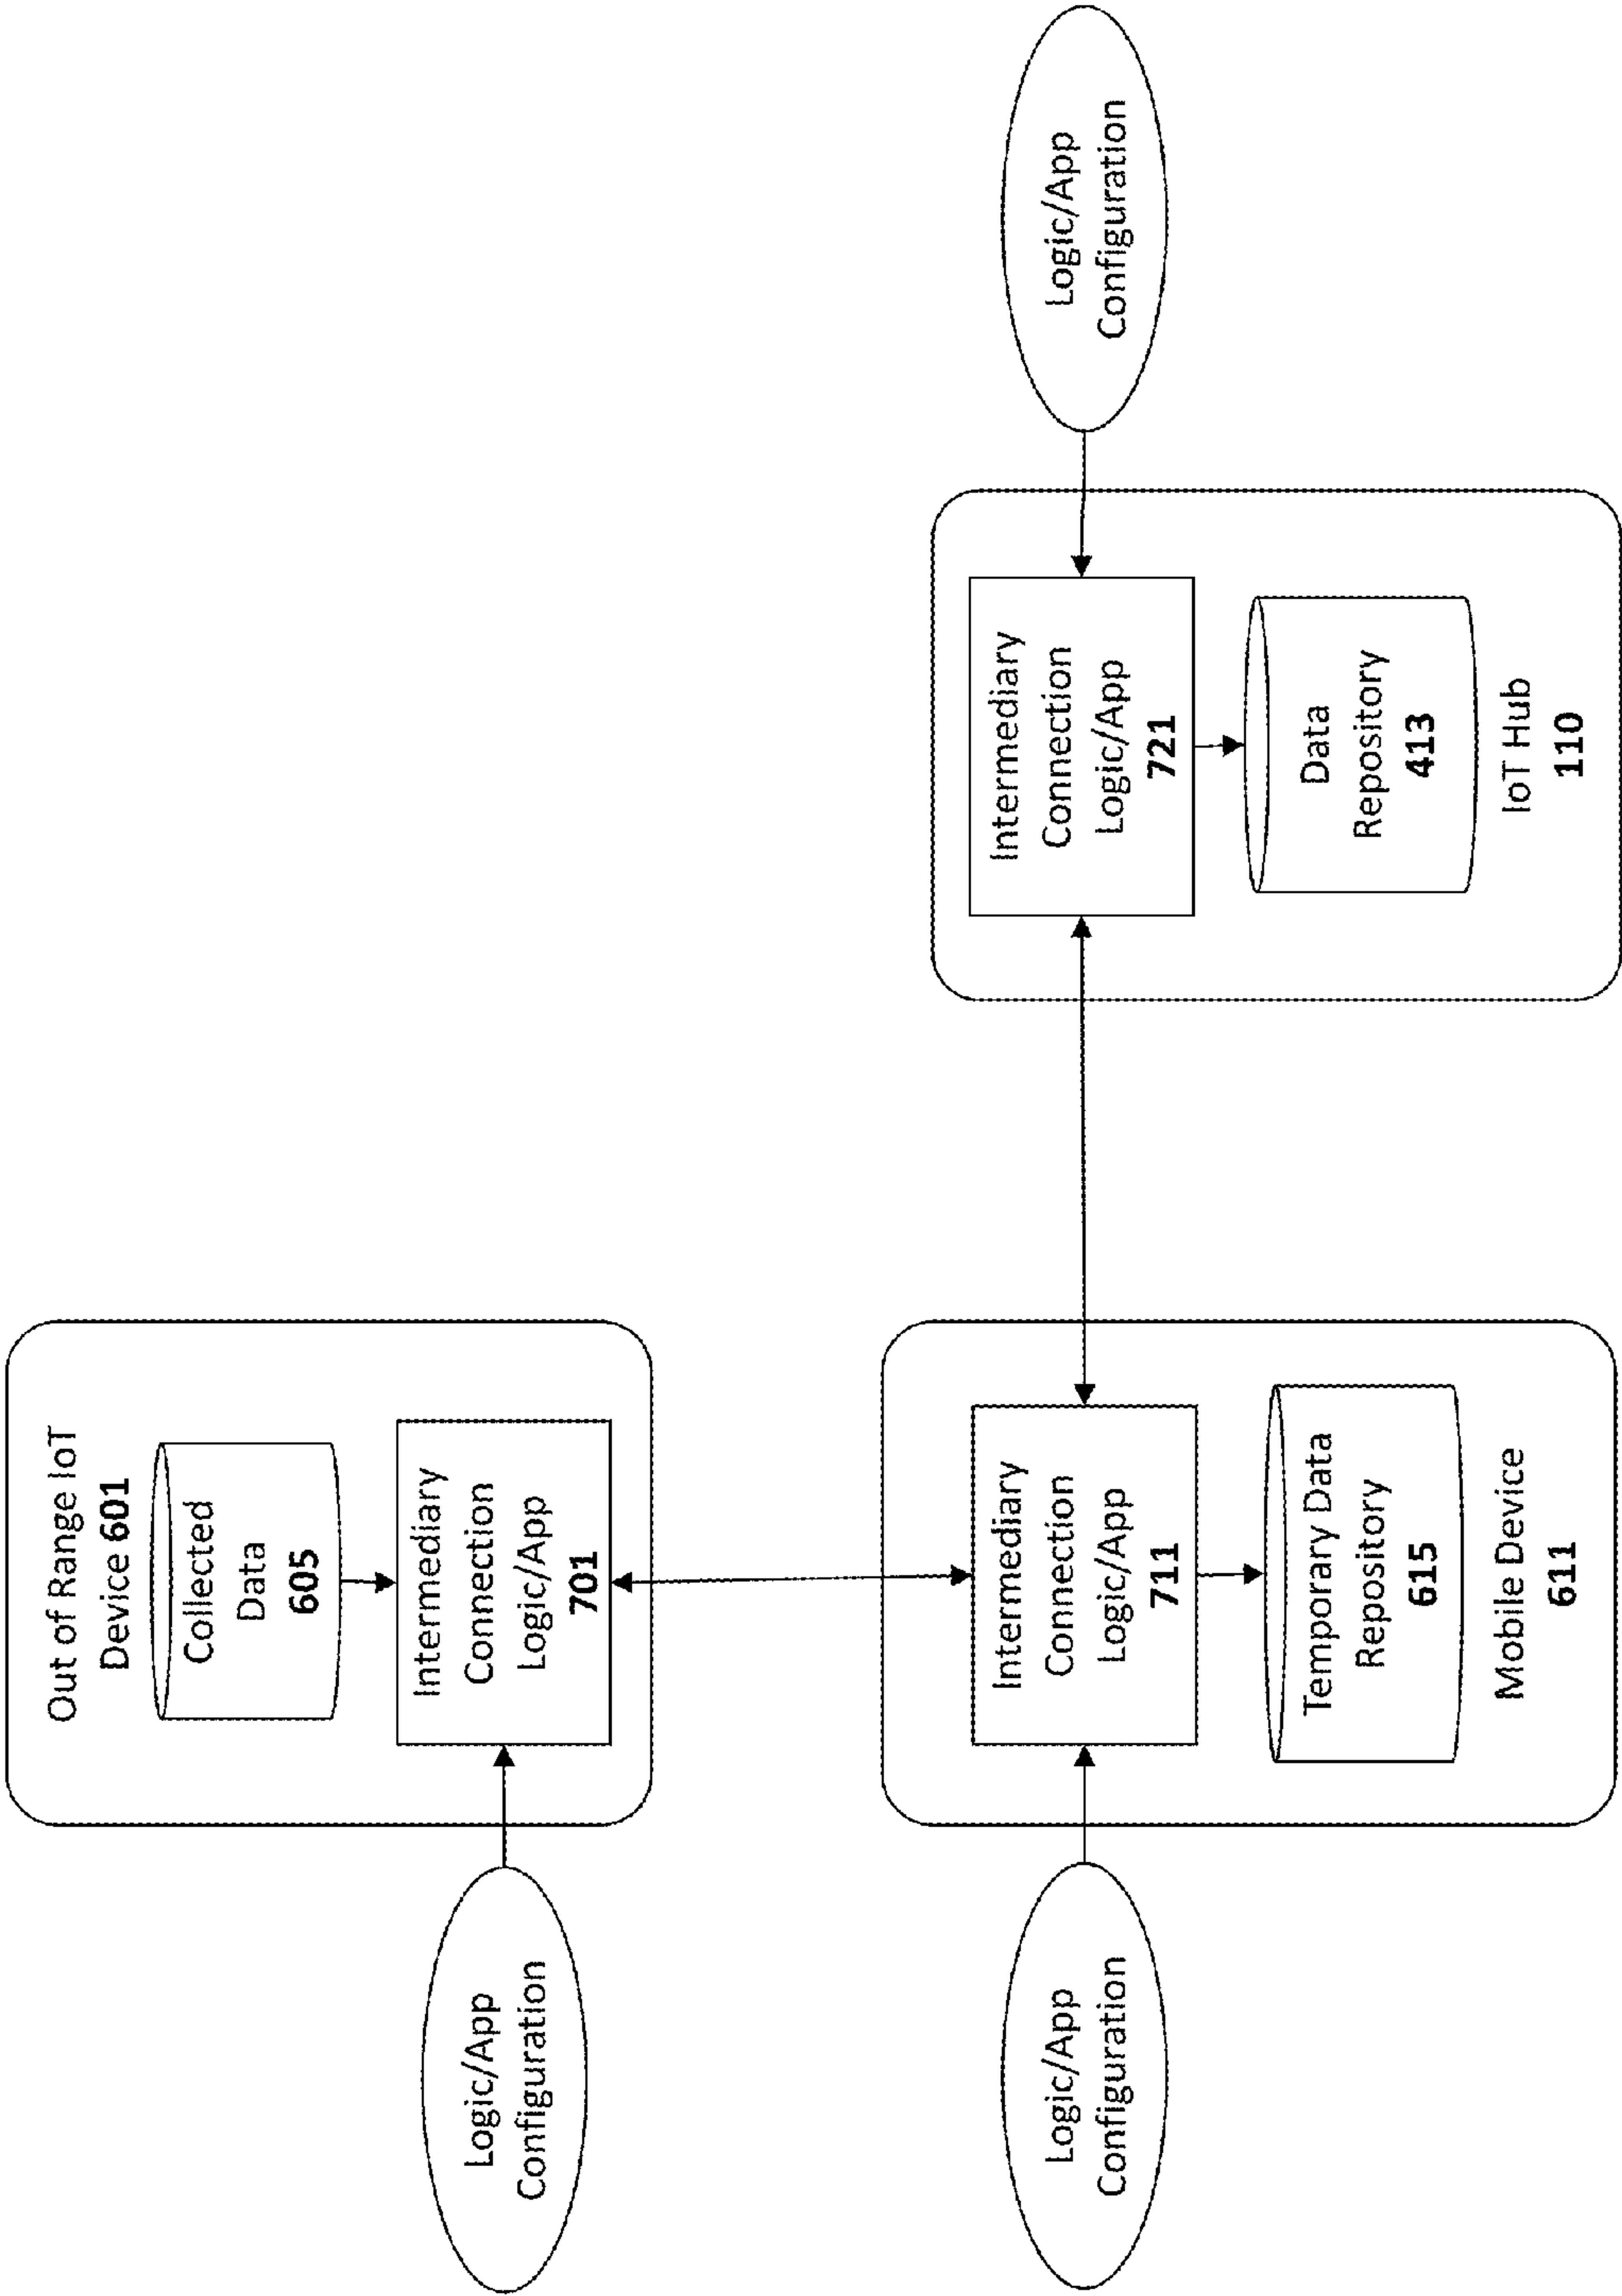 Out of Range IoT
Device 601
Collected
Data
605
Intermediary
Connection
Logic/App
701
Logic/App
Configuration
Logic/App
Configuration
Intermediary
Connection
Logic/App
711
Temporary Data
Repository
615
Mobile Device
611
Intermediary
Connection
Logic/App
721
Data
Repository
413
IoT Hub
110
Logic/App
Configuration